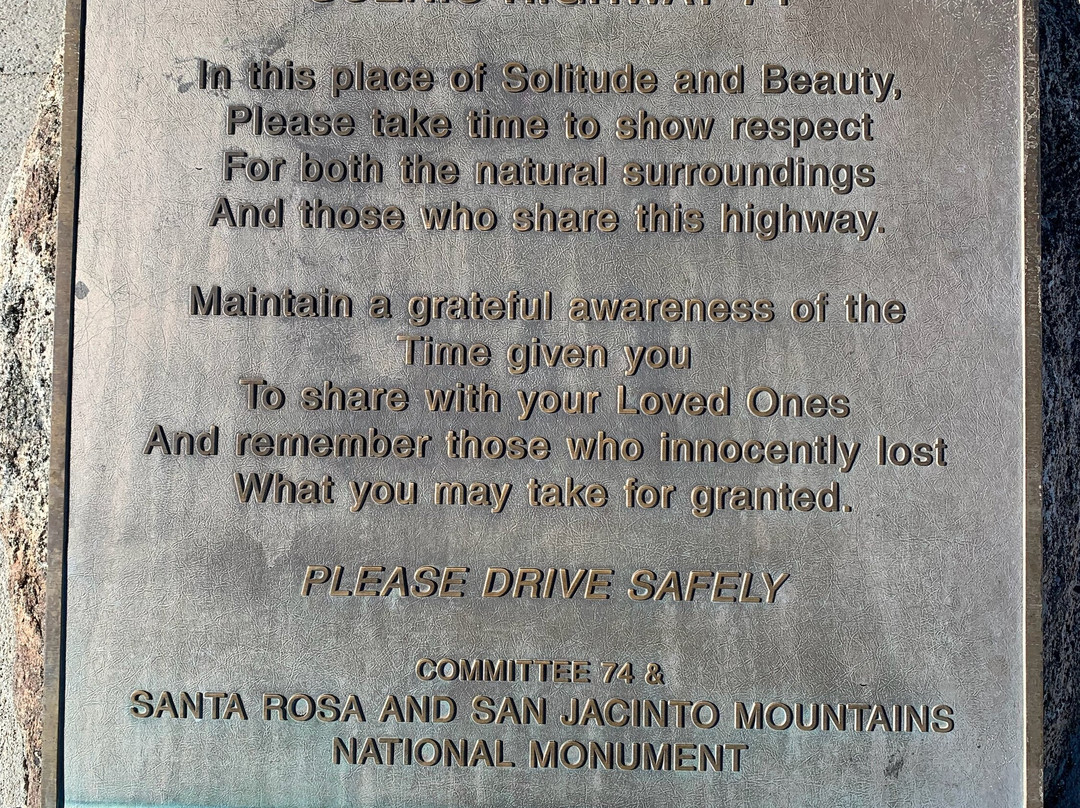 SCENIC HIGHWAY 74
In this place of Solitude and Beauty,
Please take time to show respect
For both the natural surroundings
And those who share this highway.
Maintain a grateful awareness of the
Time given you
To share with your Loved Ones
And remember those who innocently lost
What you may take for granted.
PLEASE DRIVE SAFELY
COMMITTEE 74 &
SANTA ROSA AND SAN JACINTO MOUNTAINS
NATIONAL MONUMENT